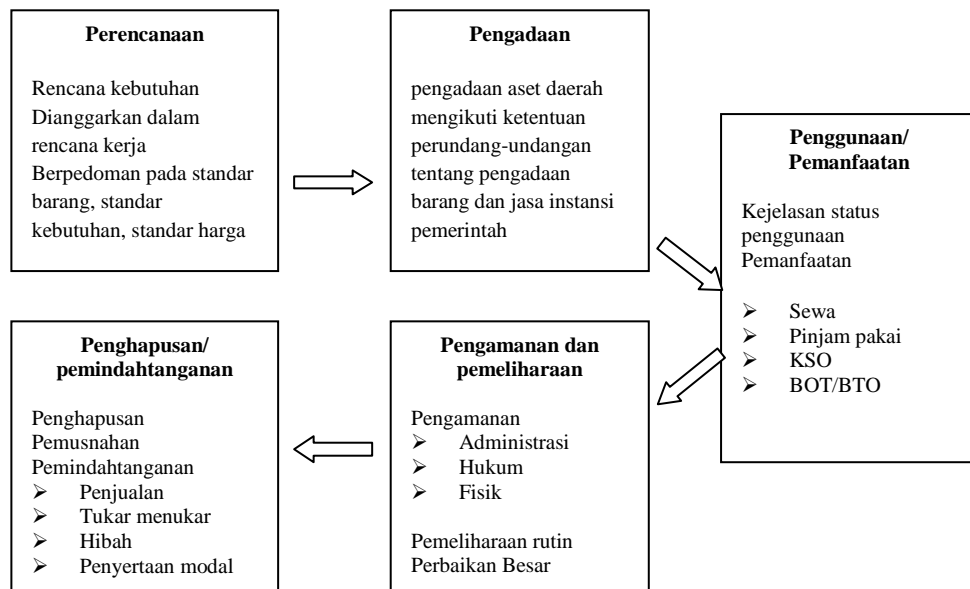 Perencanaan
Rencana kebutuhan
Dianggarkan dalam
rencana kerja
Berpedoman pada standar
barang, standar
kebutuhan, standar harga
Pengadaan
pengadaan aset daerah
mengikuti ketentuan
perundang-undangan
tentang pengadaan
barang dan jasa instansi
pemerintah
Penggunaan/
Pemanfaatan
Kejelasan status
penggunaan
Pemanfaatan
➢ Sewa
➢ Pinjam pakai
➢ KSO
➢ BOT/BTO
Pengamanan dan
pemeliharaan
Pengamanan
➢ Administrasi
➢ Hukum
➢ Fisik
Pemeliharaan rutin
Perbaikan Besar
Penghapusan/
pemindahtanganan
Penghapusan
Pemusnahan
Pemindahtanganan
➢ Penjualan
➢ Tukar menukar
➢ Hibah
➢ Penyertaan modal